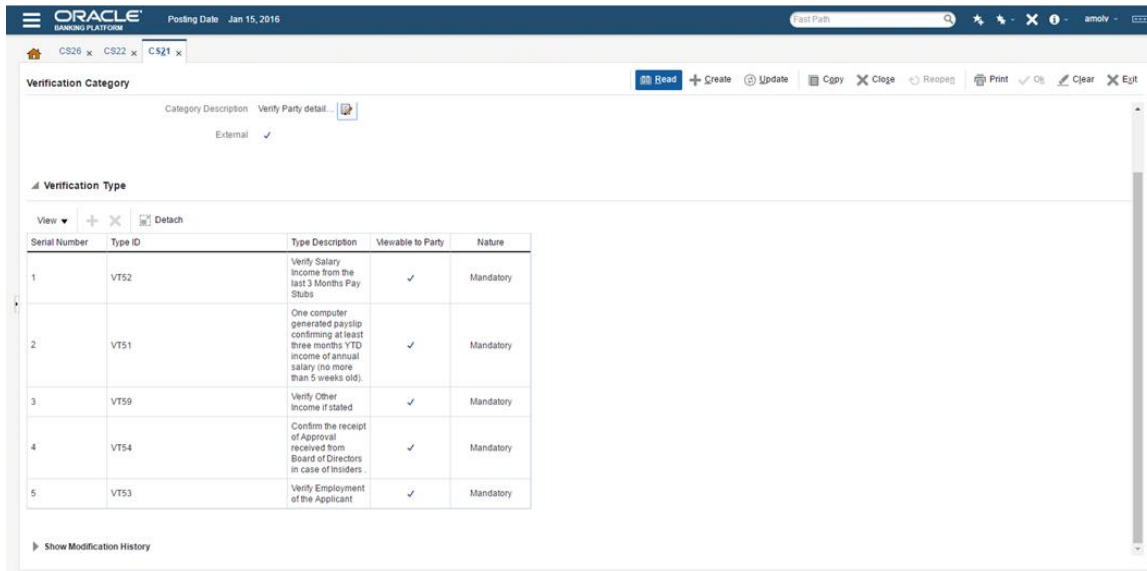 ORACLE
BANKING PLATFORM
Posting Date Jan 15, 2016
Fast Path
amolv
CS26 CS22 CS21
Verification Category
Read Create Update Copy Close Reopen Print Ok Clear Exit
Category Description Verify Party detail...
External
Verification Type
View Detach
Serial Number Type ID Type Description Viewable to Party Nature
1 VT52 Verify Salary
Income from the
last 3 Months Pay
Stubs
Mandatory
2 VT51 One computer
generated payslip
confirming at least
three months YTD
income of annual
salary (no more
than 5 weeks old).
Mandatory
3 VT59 Verify Other
Income if stated
Mandatory
4 VT54 Confirm the receipt
of Approval
received from
Board of Directors
in case of Insiders .
Mandatory
5 VT53 Verify Employment
of the Applicant
Mandatory
Show Modification History